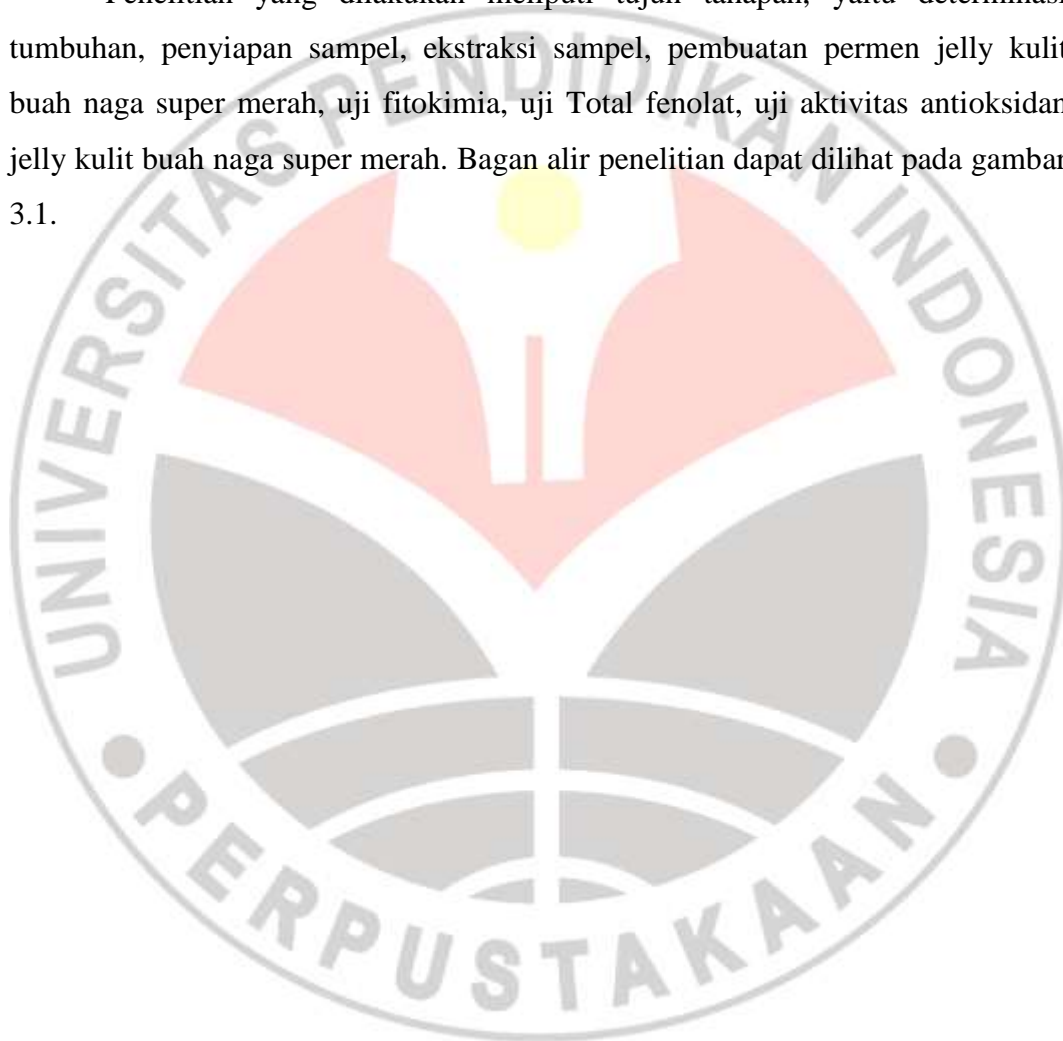 Penelitian yang dilakukan meliputi tujuh tahapan, yaitu determinasi
tumbuhan, penyiapan sampel, ekstraksi sampel, pembuatan permen jelly kulit
buah naga super merah, uji fitokimia, uji Total fenolat, uji aktivitas antioksidan
jelly kulit buah naga super merah. Bagan alir penelitian dapat dilihat pada gambar
3.1.
UNIVERSITAS PENDIDIKAN INDONESIA
PERPUSTAKAAN